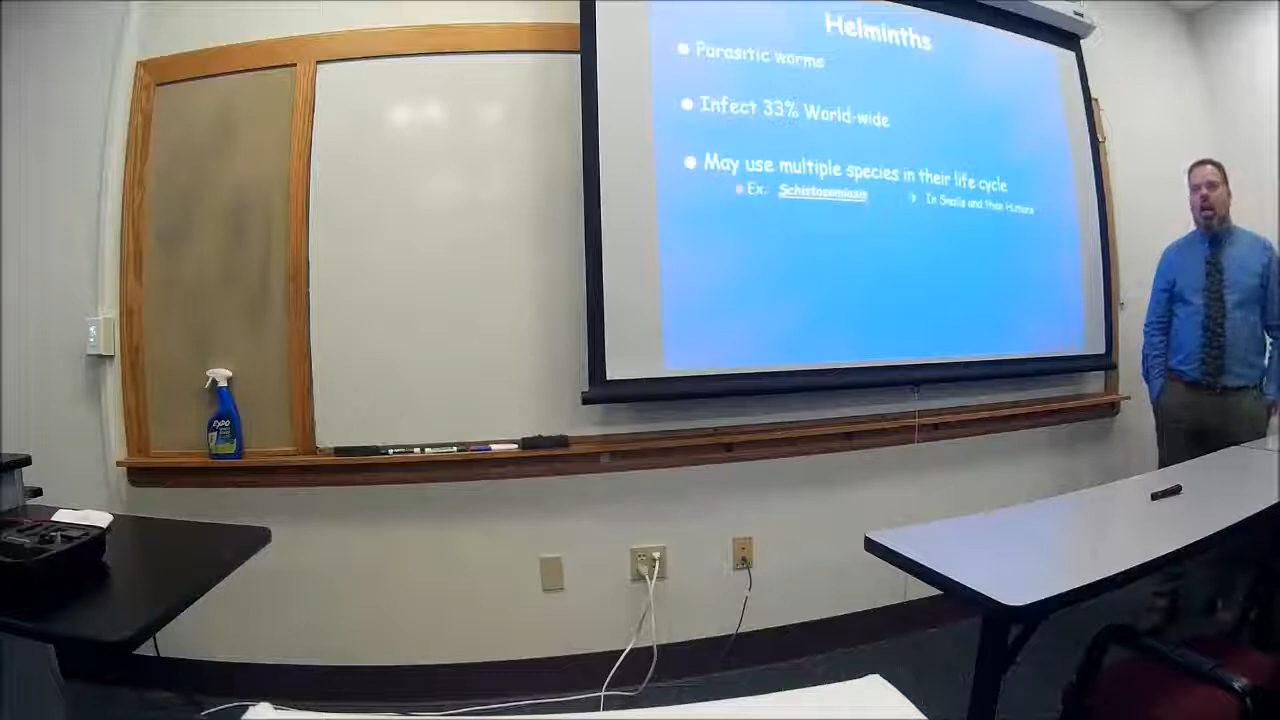 Helminths
Parasitic worms
Infect 33% World-wide
May use multiple species in their life cycle
Ex: Schistosomiasis In Snails and then Humans
EXPO